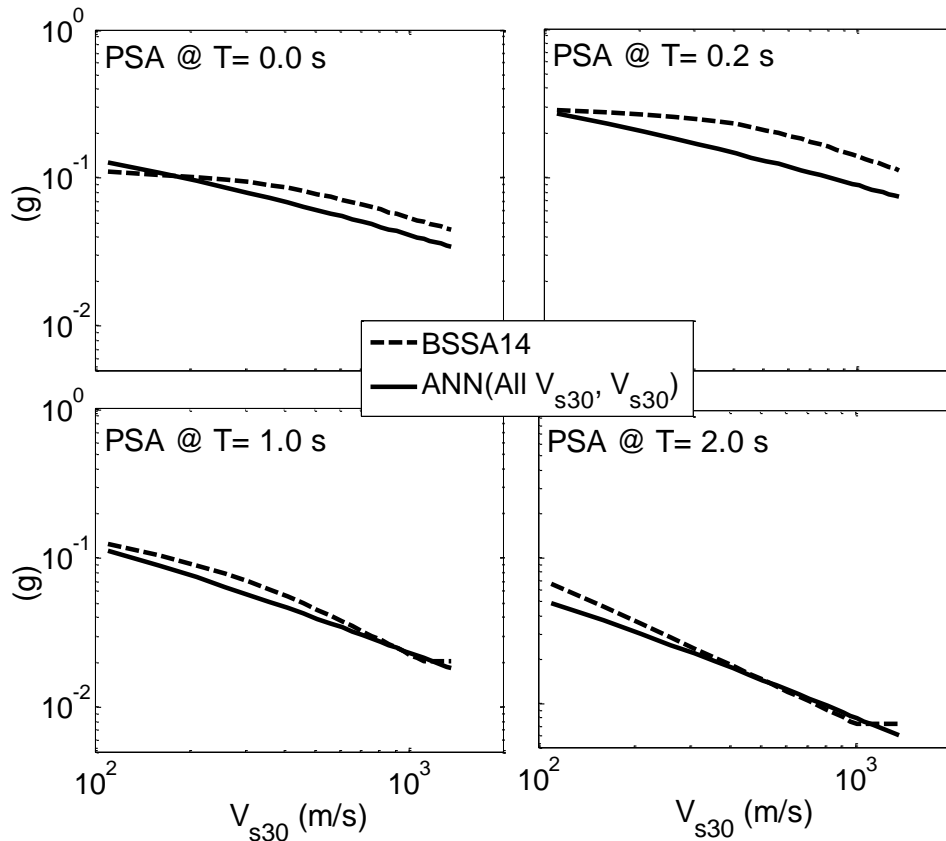 10^0
PSA @ T= 0.0 s
PSA @ T= 0.2 s
10^-1
(g)
10^-2
BSSA14
ANN(All V_s30, V_s30)
10^0
PSA @ T= 1.0 s
PSA @ T= 2.0 s
10^-1
(g)
10^-2
10^2
10^3
10^2
10^3
V_s30 (m/s)
V_s30 (m/s)